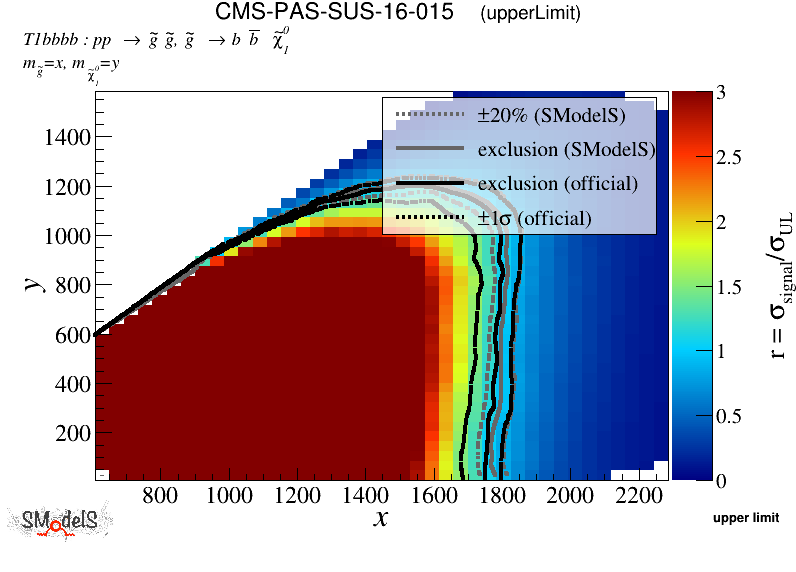 CMS-PAS-SUS-16-015 (upperLimit)
T1bbbb : pp → g̃ g̃, g̃ → b b̅ χ̃₁⁰
m_g̃=x, m_χ̃₁⁰=y
±20% (SModelS)
exclusion (SModelS)
exclusion (official)
±1σ (official)
1400
1200
1000
800
600
400
200
y
800 1000 1200 1400 1600 1800 2000 2200
x
3
2.5
2
1.5
1
0.5
0
r = σ_signal/σ_UL
SModelS
upper limit